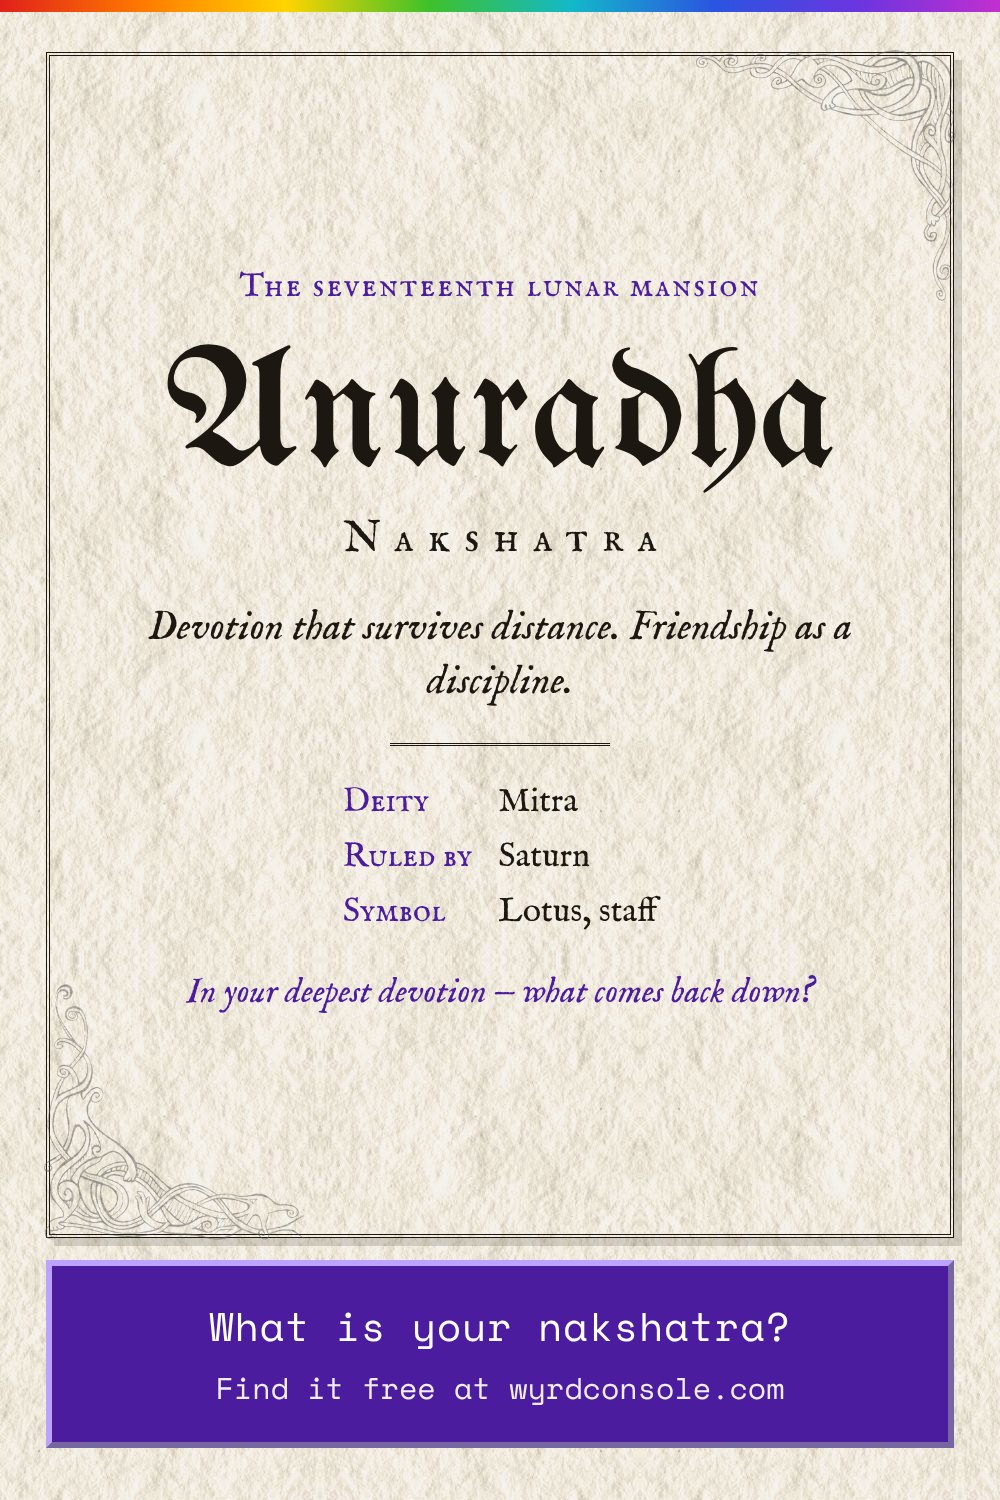 The seventeenth lunar mansion
Anuradha
Nakshatra
Devotion that survives distance. Friendship as a
discipline.
Deity Mitra
Ruled by Saturn
Symbol Lotus, staff
In your deepest devotion – what comes back down?
What is your nakshatra?
Find it free at wyrdconsole.com